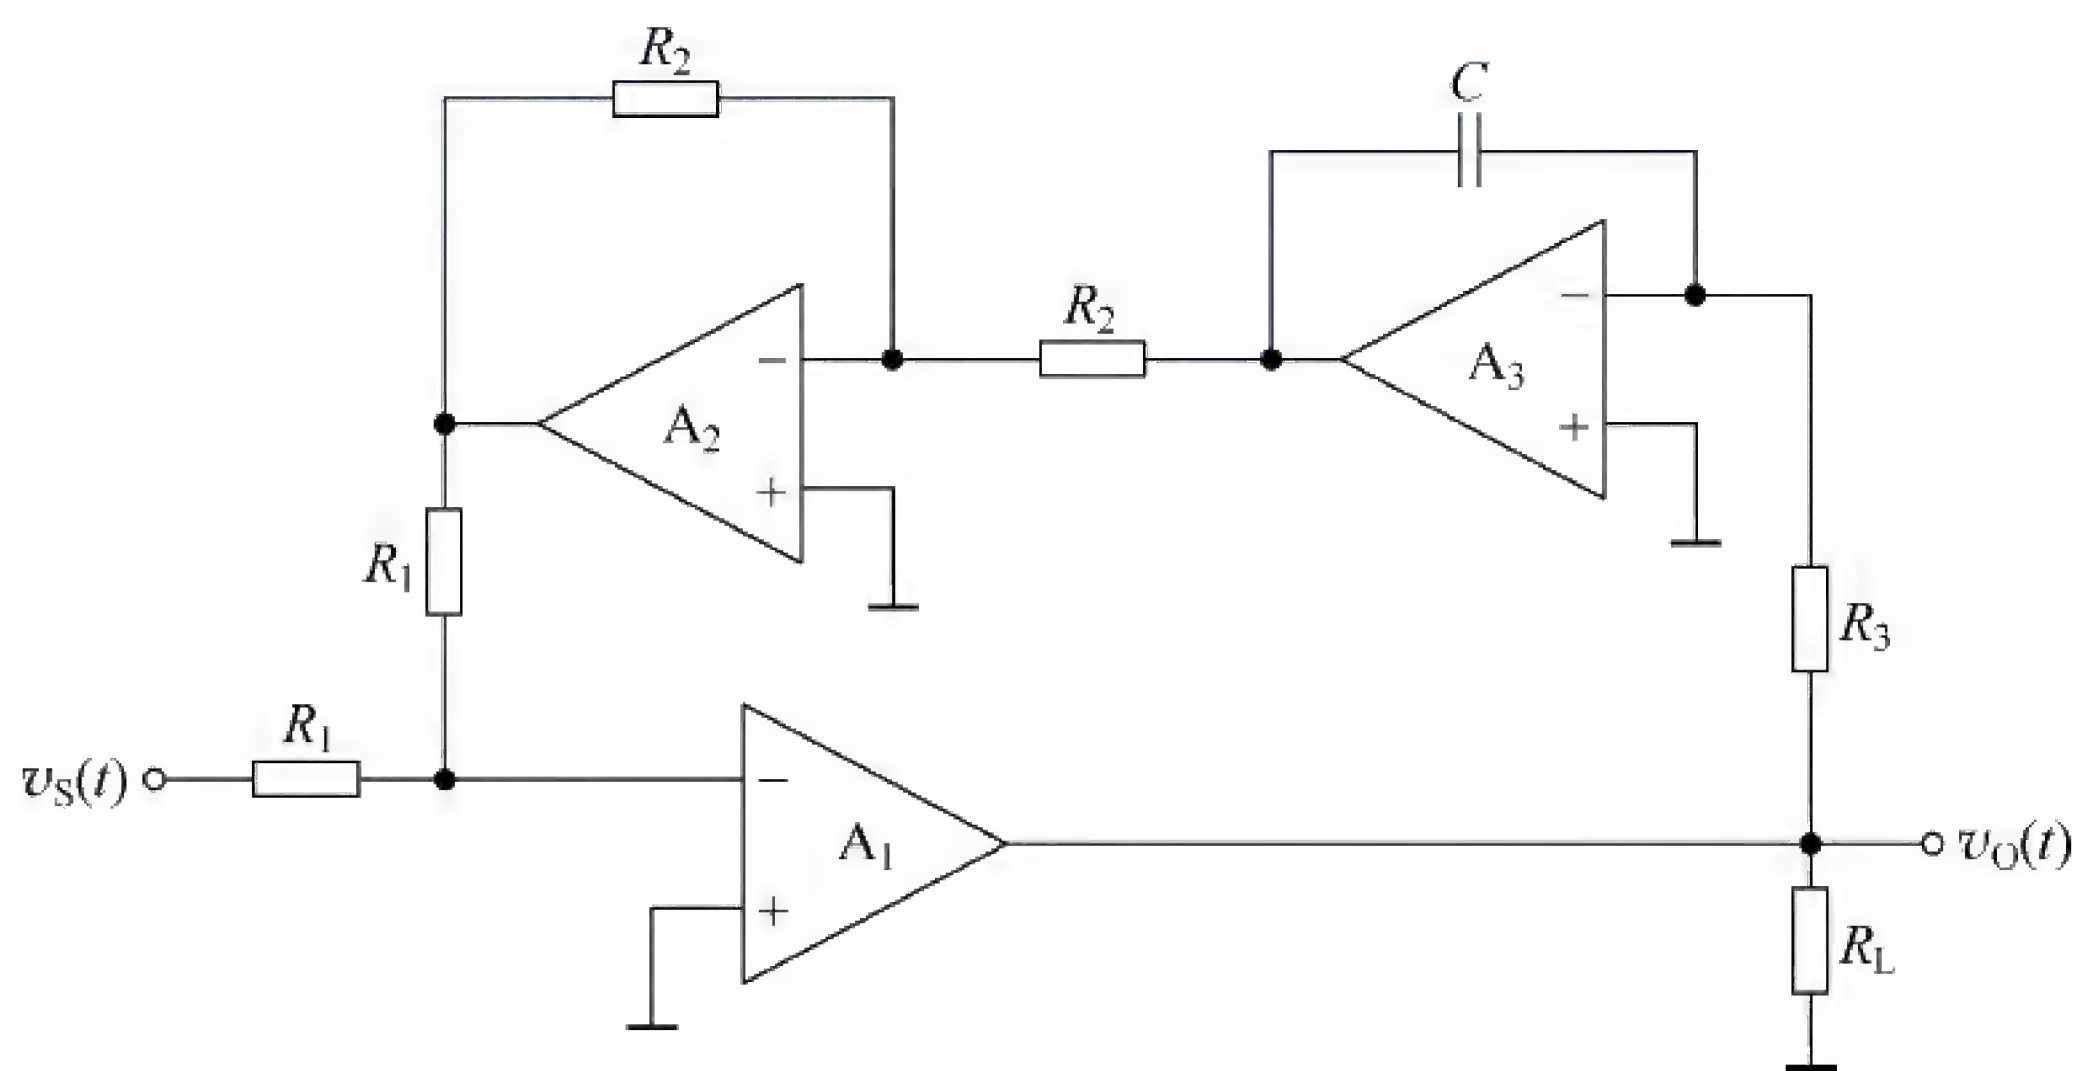 R₂
C
R₂
− A₃ +
− A₂ +
R₁
R₃
R₁
vS(t)
− A₁ +
vO(t)
RL